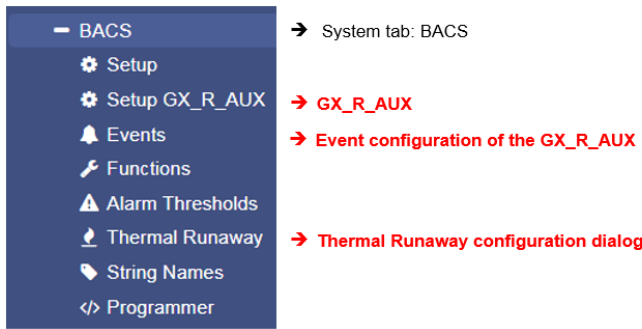 BACS → System tab: BACS
Setup
Setup GX_R_AUX → GX_R_AUX
Events → Event configuration of the GX_R_AUX
Functions
Alarm Thresholds
Thermal Runaway → Thermal Runaway configuration dialog
String Names
</> Programmer